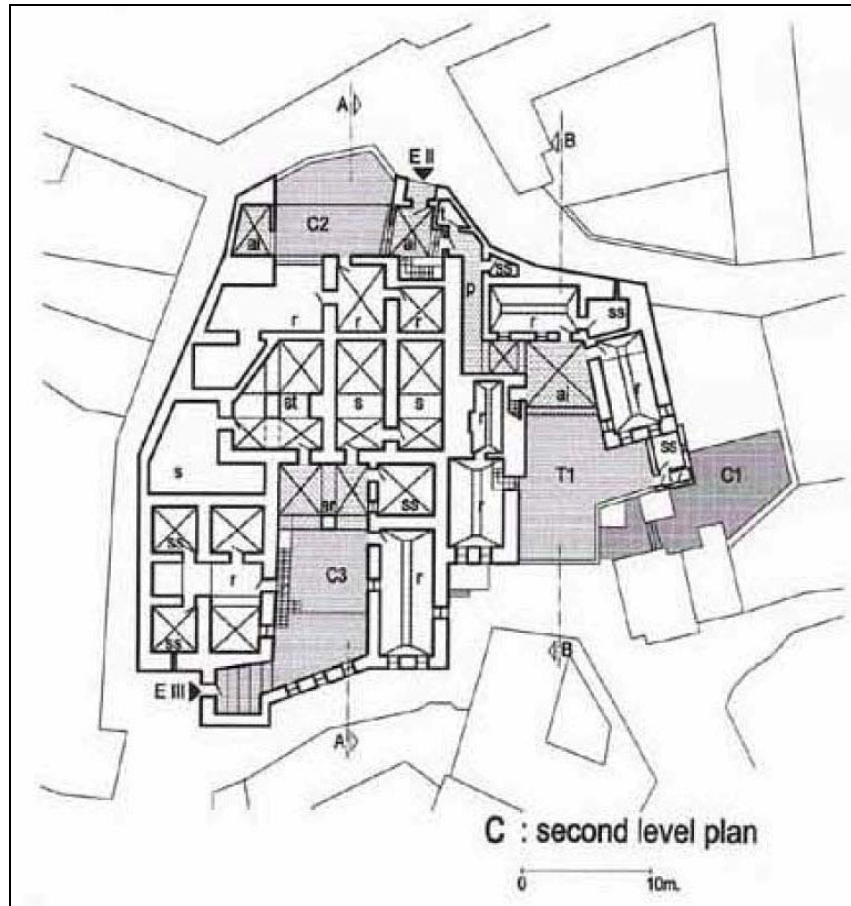 A
B
E II
C2
al
al
t
ss
p
r
ss
r
r
r
al
r
st
s
s
r
ss
T1
C1
s
ar
ss
r
ss
C3
r
r
ss
B
E III
A
C : second level plan
0 10m.